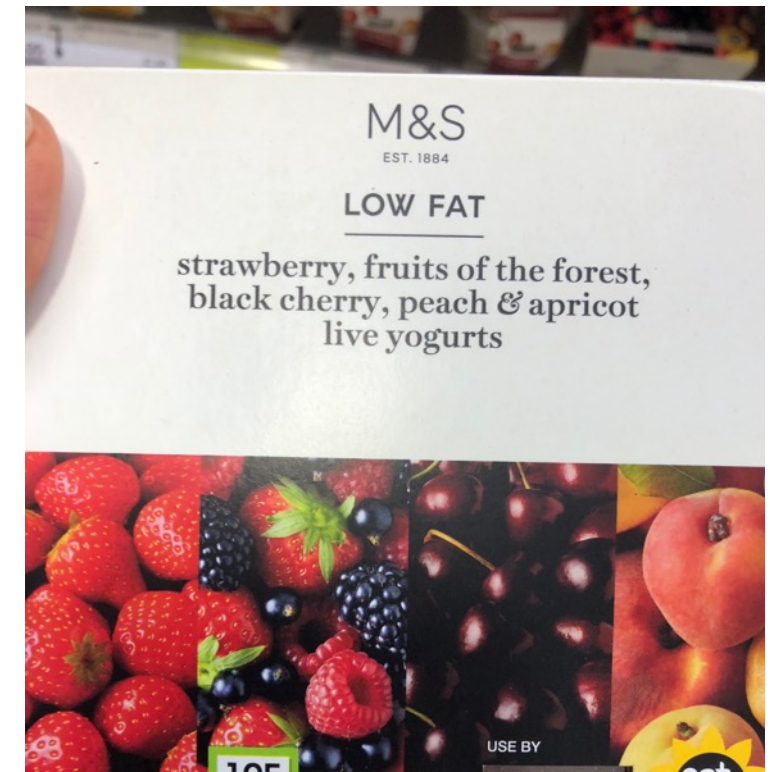 M&S
EST. 1884
LOW FAT
strawberry, fruits of the forest,
black cherry, peach & apricot
live yogurts
USE BY